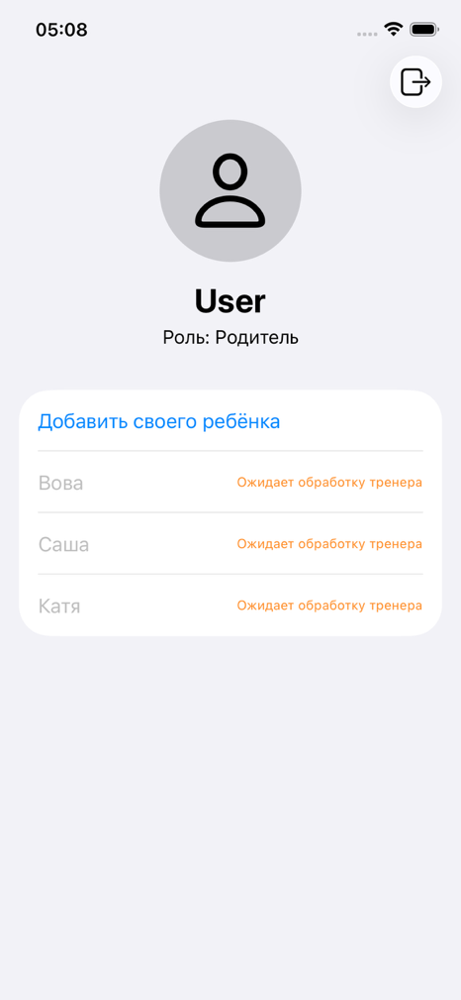 05:08
User
Роль: Родитель
Добавить своего ребёнка
Вова Ожидает обработку тренера
Саша Ожидает обработку тренера
Катя Ожидает обработку тренера